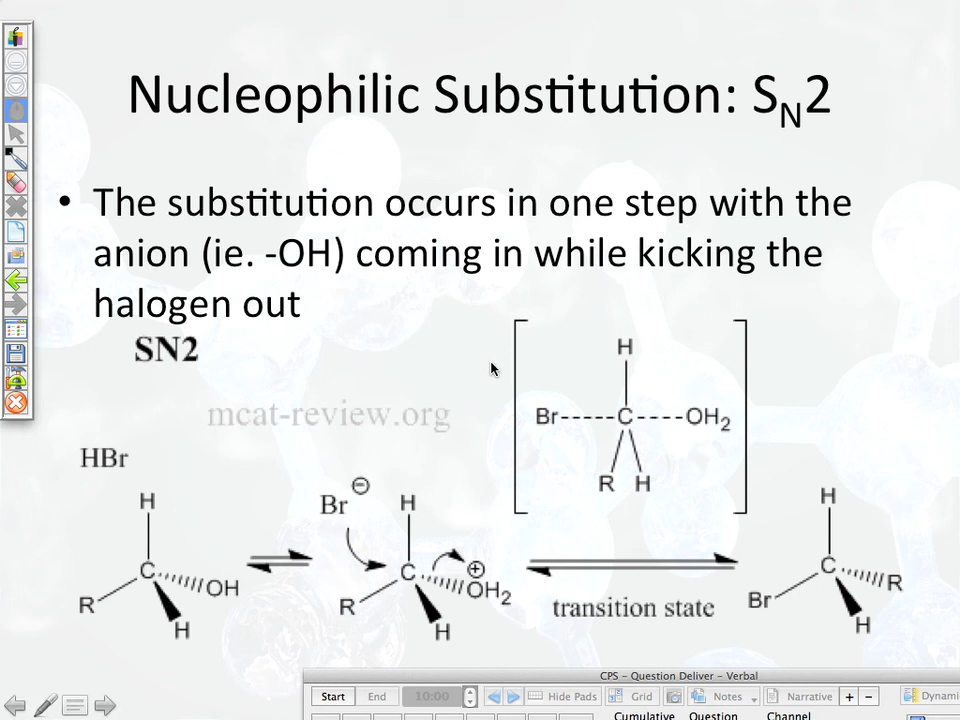 Nucleophilic Substitution: SN2
• The substitution occurs in one step with the
anion (ie. -OH) coming in while kicking the
halogen out
SN2
mcat-review.org
H
Br-----C----OH2
R H
HBr
H
C
OH
R
H
Br ⊖
H
C
⊕
OH2
R
H
transition state
H
C
R
Br
H
CPS - Question Deliver - Verbal
Start End 10:00 Hide Pads Grid Notes Narrative + − Dynami
Cumulative Question Channel